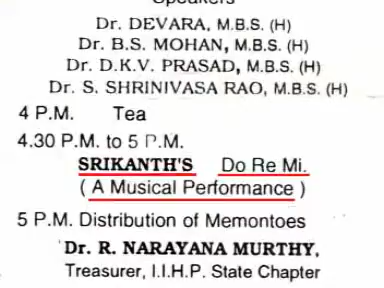 Speakers
Dr. DEVARA, M.B.S. (H)
Dr. B.S. MOHAN, M.B.S. (H)
Dr. D.K.V. PRASAD, M.B.S. (H)
Dr. S. SHRINIVASA RAO, M.B.S. (H)
4 P.M. Tea
4.30 P.M. to 5 P.M.
SRIKANTH'S Do Re Mi.
( A Musical Performance )
5 P.M. Distribution of Memontoes
Dr. R. NARAYANA MURTHY,
Treasurer, I.I.H.P. State Chapter